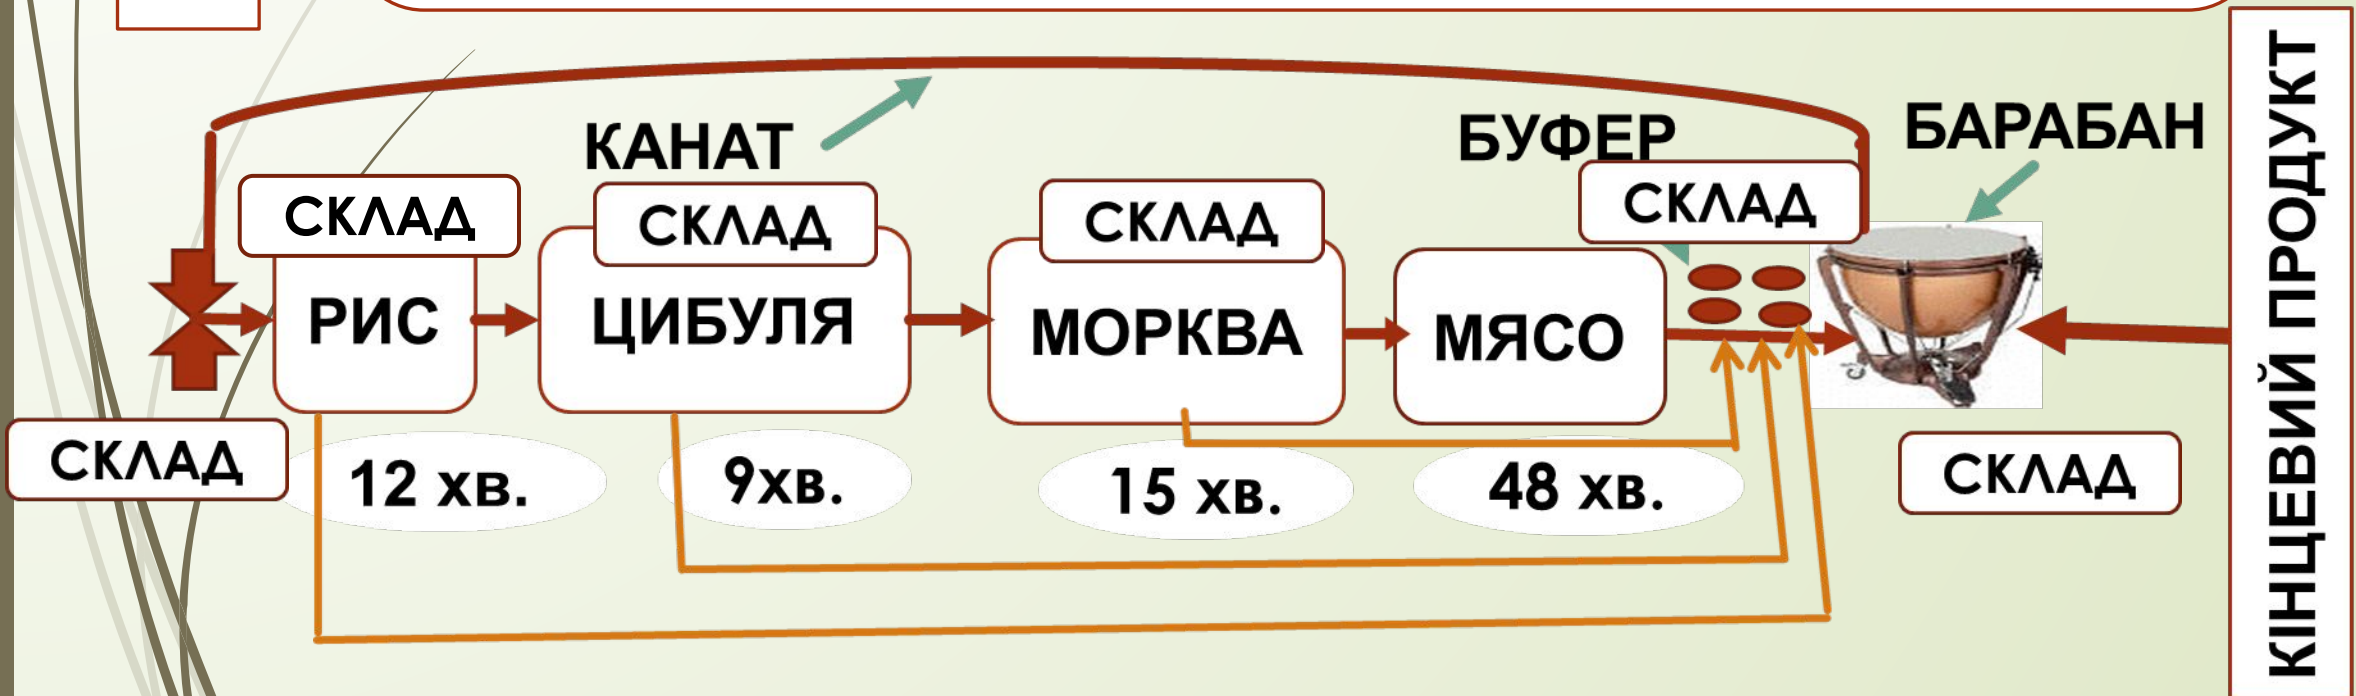 КАНАТ
БУФЕР
БАРАБАН
СКЛАД
СКЛАД
СКЛАД
СКЛАД
РИС
ЦИБУЛЯ
МОРКВА
МЯСО
СКЛАД
12 хв.
9хв.
15 хв.
48 хв.
СКЛАД
КІНЦЕВИЙ ПРОДУКТ